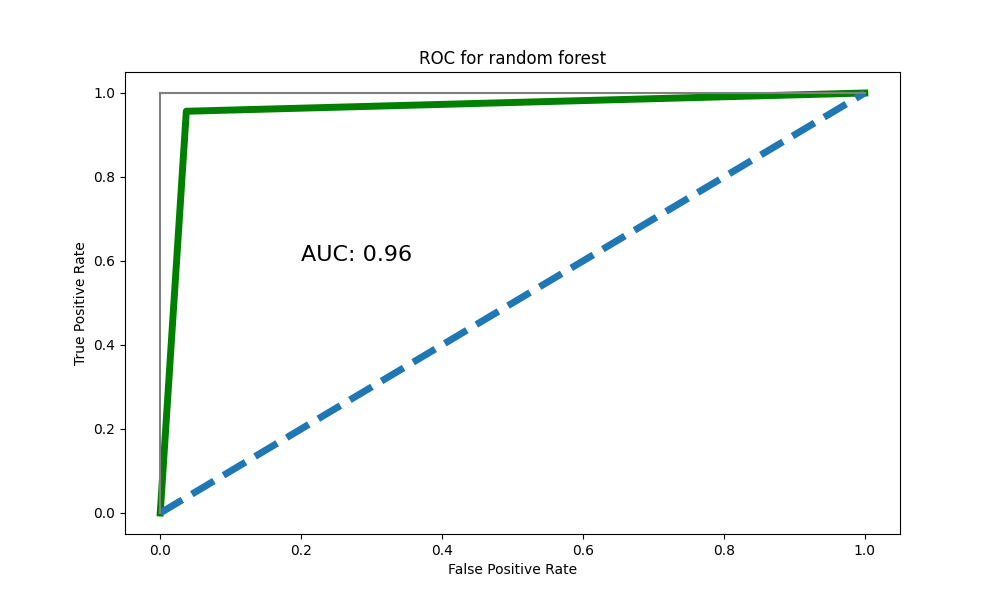 ROC for random forest
1.0
0.8
0.6
0.4
0.2
0.0
True Positive Rate
AUC: 0.96
0.0 0.2 0.4 0.6 0.8 1.0
False Positive Rate